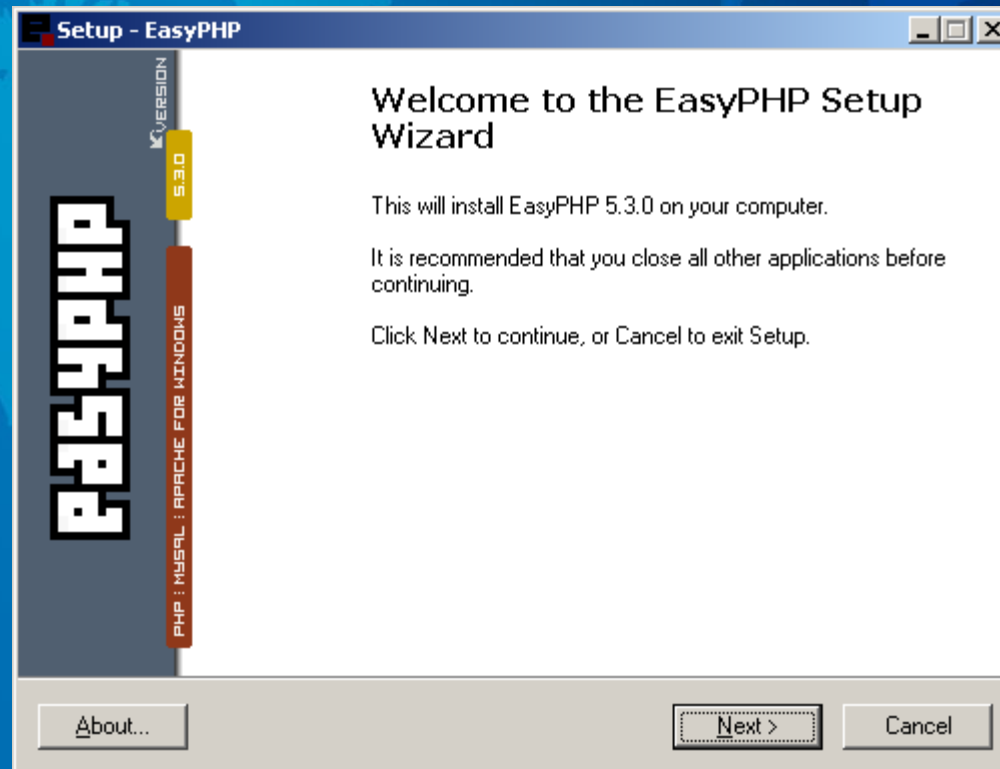 Setup - EasyPHP
VERSION
5.3.0
easyPHP
PHP : MYSQL : APACHE FOR WINDOWS
Welcome to the EasyPHP Setup
Wizard
This will install EasyPHP 5.3.0 on your computer.
It is recommended that you close all other applications before
continuing.
Click Next to continue, or Cancel to exit Setup.
About...
Next >
Cancel